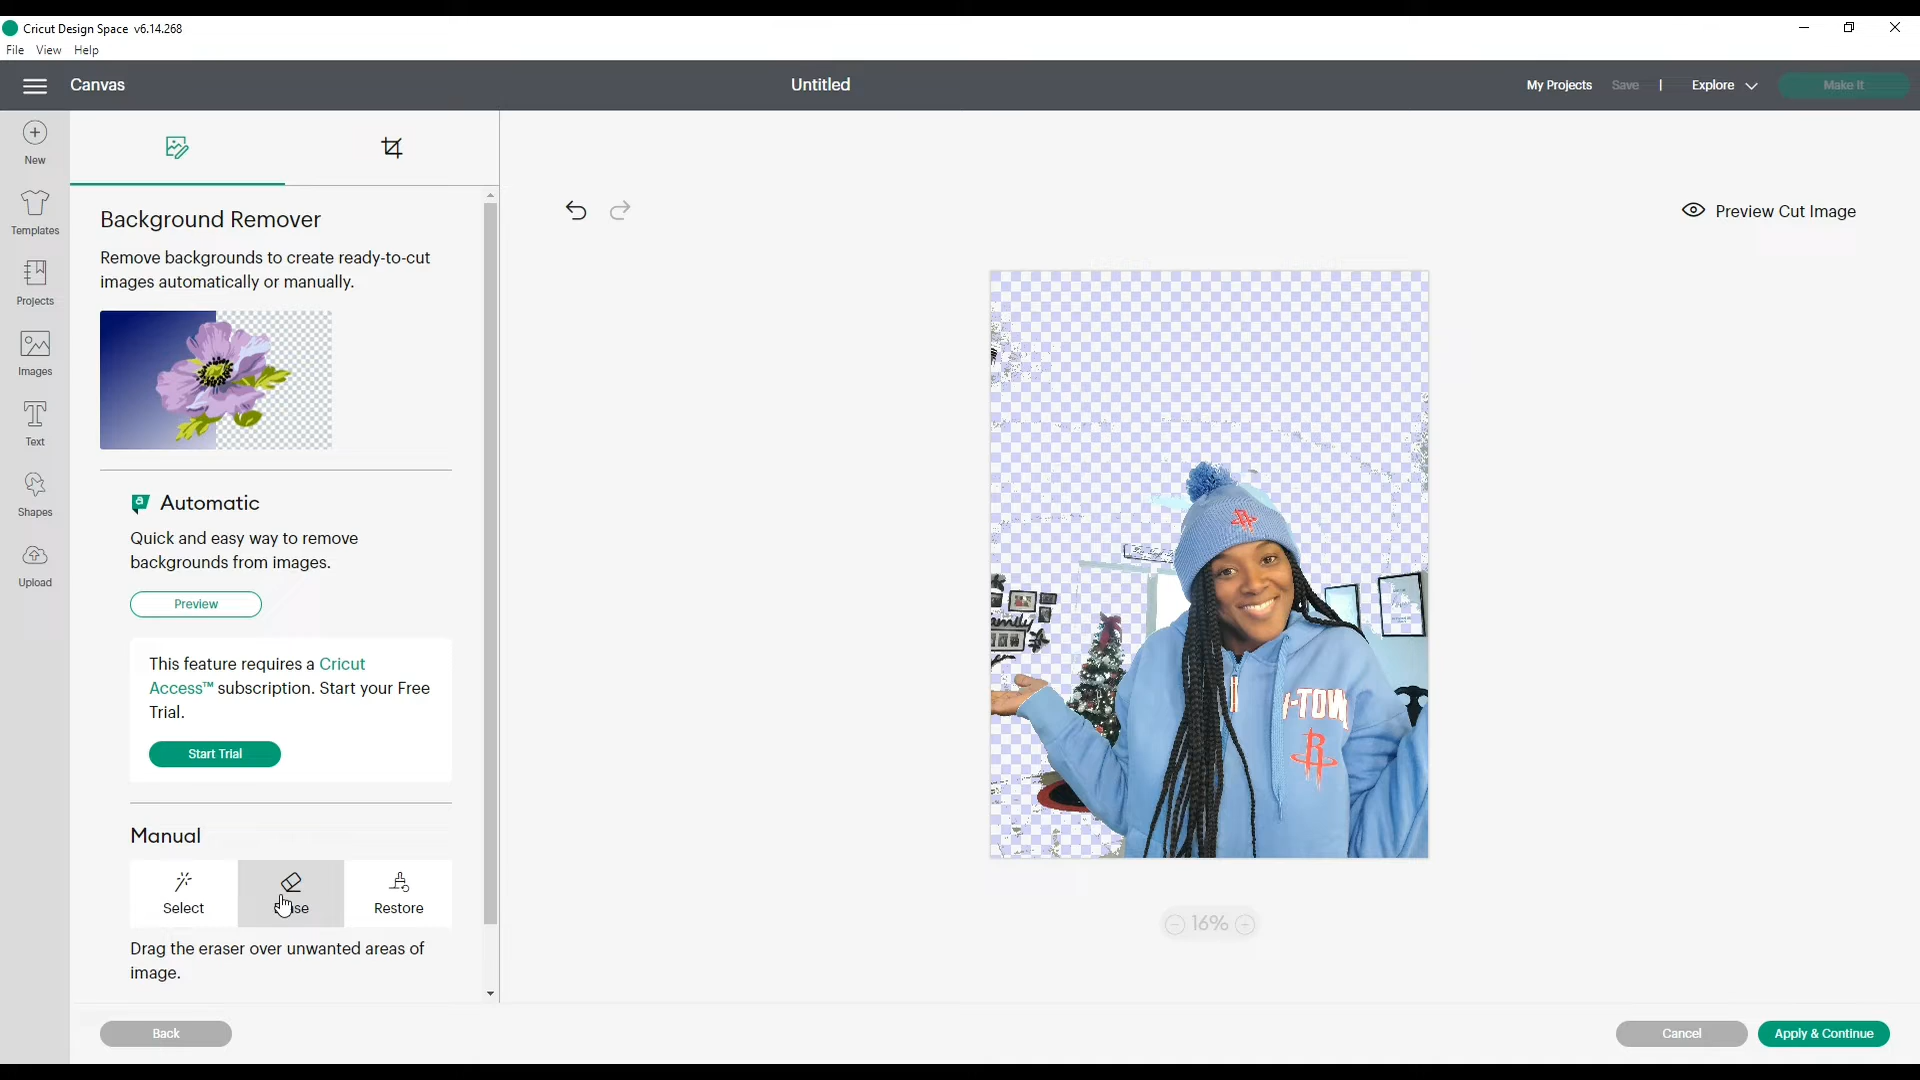 Cricut Design Space v6.14.268
File View Help
Canvas
Untitled
My Projects Save | Explore Make It
New
Templates
Projects
Images
Text
Shapes
Upload
Background Remover
Remove backgrounds to create ready-to-cut
images automatically or manually.
a Automatic
Quick and easy way to remove
backgrounds from images.
Preview
This feature requires a Cricut
Access™ subscription. Start your Free
Trial.
Start Trial
Manual
Select
Restore
Drag the eraser over unwanted areas of
image.
Back
Preview Cut Image
R
amily
-TOW
R
16%
Cancel
Apply & Continue